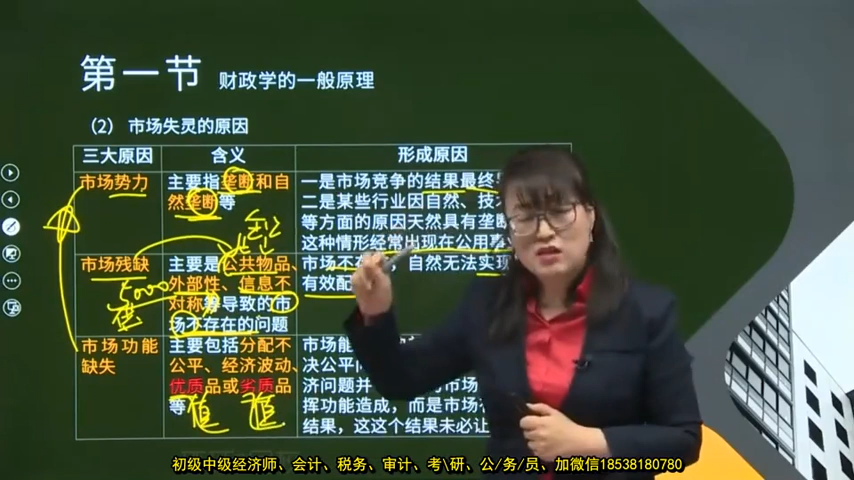 第一节 财政学的一般原理
（2） 市场失灵的原因
三大原因 含义 形成原因
市场势力 主要指垄断和自 一是市场竞争的结果最终
然垄断等 二是某些行业因自然、技
等方面的原因天然具有垄断
这种情形经常出现在公用事
市场残缺 主要是公共物品、 市场不存 ，自然无法实现
外部性、信息不 有效配
对称等导致的市
场不存在的问题
5000
值
市场功能 主要包括分配不 市场能
缺失 公平、经济波动、 决公平
优质品或劣质品 济问题并 市场
等 挥功能造成，而是市场
结果，这这个结果未必让
值 值
初级中级经济师、会计、税务、审计、考\研、公/务/员、加微信18538180780